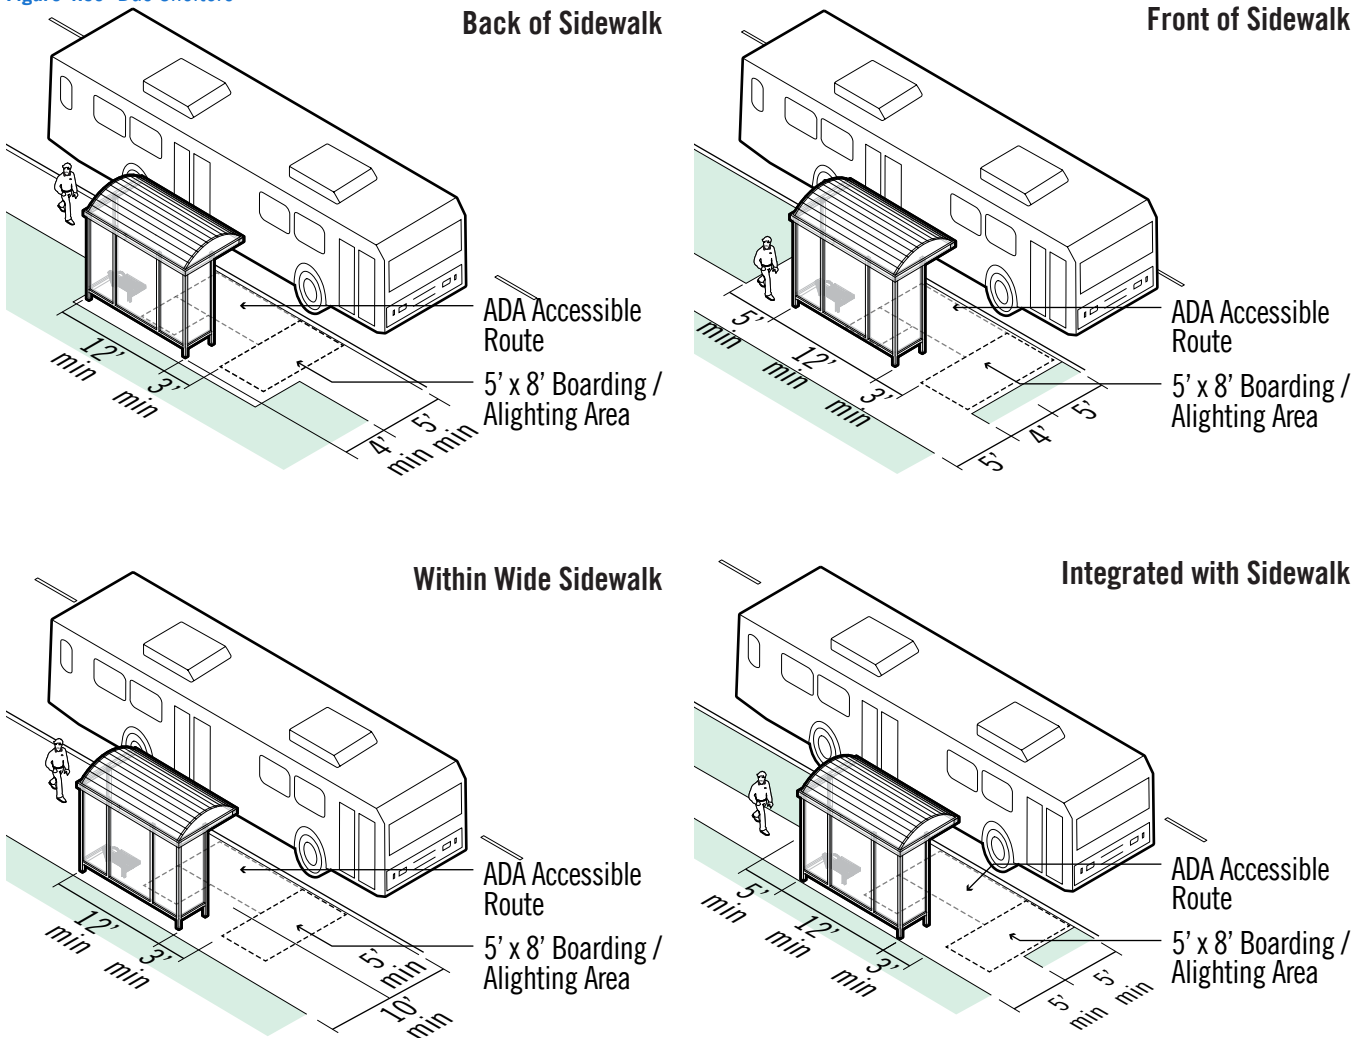 Figure
Bus Shelters
Back of Sidewalk
ADA Accessible
Route
5’ x 8’ Boarding /
Alighting Area
12’
min
3’
min
4’
min
5’
min
Front of Sidewalk
ADA Accessible
Route
5’ x 8’ Boarding /
Alighting Area
5’
min
12’
min
3’
min
5’
4’
5’
Within Wide Sidewalk
ADA Accessible
Route
5’ x 8’ Boarding /
Alighting Area
12’
min
3’
min
5’
min
10’
min
Integrated with Sidewalk
ADA Accessible
Route
5’ x 8’ Boarding /
Alighting Area
5’
min
12’
min
3’
min
5’
min
5’
min